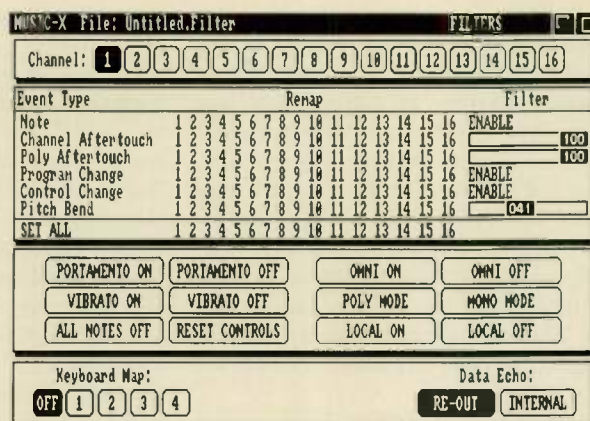 MUSIC-X File: Untitled.Filter FILTERS
Channel: 1 2 3 4 5 6 7 8 9 10 11 12 13 14 15 16
Event Type Remap Filter
Note 1 2 3 4 5 6 7 8 9 10 11 12 13 14 15 16 ENABLE
Channel Aftertouch 1 2 3 4 5 6 7 8 9 10 11 12 13 14 15 16 100
Poly Aftertouch 1 2 3 4 5 6 7 8 9 10 11 12 13 14 15 16 100
Program Change 1 2 3 4 5 6 7 8 9 10 11 12 13 14 15 16 ENABLE
Control Change 1 2 3 4 5 6 7 8 9 10 11 12 13 14 15 16 ENABLE
Pitch Bend 1 2 3 4 5 6 7 8 9 10 11 12 13 14 15 16 041
SET ALL 1 2 3 4 5 6 7 8 9 10 11 12 13 14 15 16
PORTAMENTO ON PORTAMENTO OFF OMNI ON OMNI OFF
VIBRATO ON VIBRATO OFF POLY MODE MONO MODE
ALL NOTES OFF RESET CONTROLS LOCAL ON LOCAL OFF
Keyboard Map: Data Echo:
OFF 1 2 3 4 RE-OUT INTERNAL